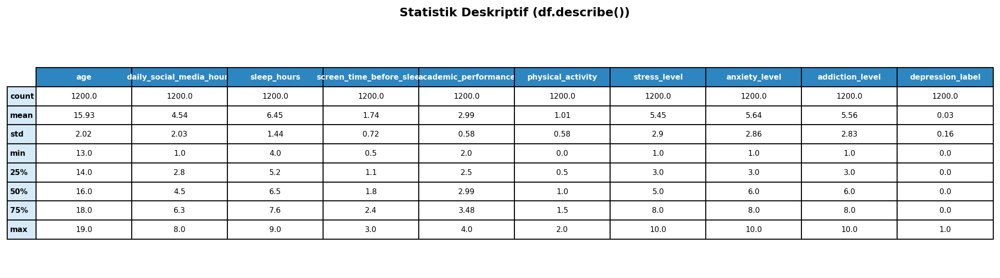 Statistik Deskriptif (df.describe())
age daily_social_media_hour sleep_hours screen_time_before_slee academic_performance physical_activity stress_level anxiety_level addiction_level depression_label
count 1200.0 1200.0 1200.0 1200.0 1200.0 1200.0 1200.0 1200.0 1200.0 1200.0
mean 15.93 4.54 6.45 1.74 2.99 1.01 5.45 5.64 5.56 0.03
std 2.02 2.03 1.44 0.72 0.58 0.58 2.9 2.86 2.83 0.16
min 13.0 1.0 4.0 0.5 2.0 0.0 1.0 1.0 1.0 0.0
25% 14.0 2.8 5.2 1.1 2.5 0.5 3.0 3.0 3.0 0.0
50% 16.0 4.5 6.5 1.8 2.99 1.0 5.0 6.0 6.0 0.0
75% 18.0 6.3 7.6 2.4 3.48 1.5 8.0 8.0 8.0 0.0
max 19.0 8.0 9.0 3.0 4.0 2.0 10.0 10.0 10.0 1.0